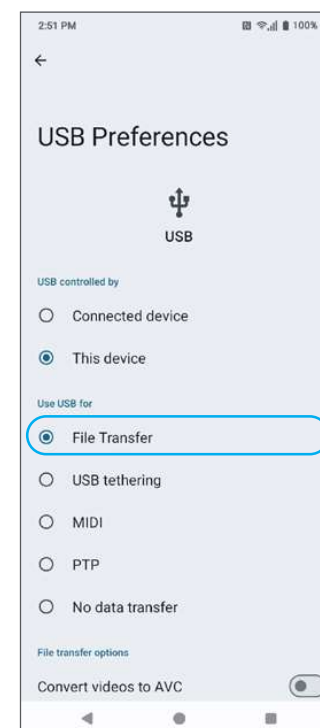 2:51 PM 100%
USB Preferences
USB
USB controlled by
Connected device
This device
Use USB for
File Transfer
USB tethering
MIDI
PTP
No data transfer
File transfer options
Convert videos to AVC